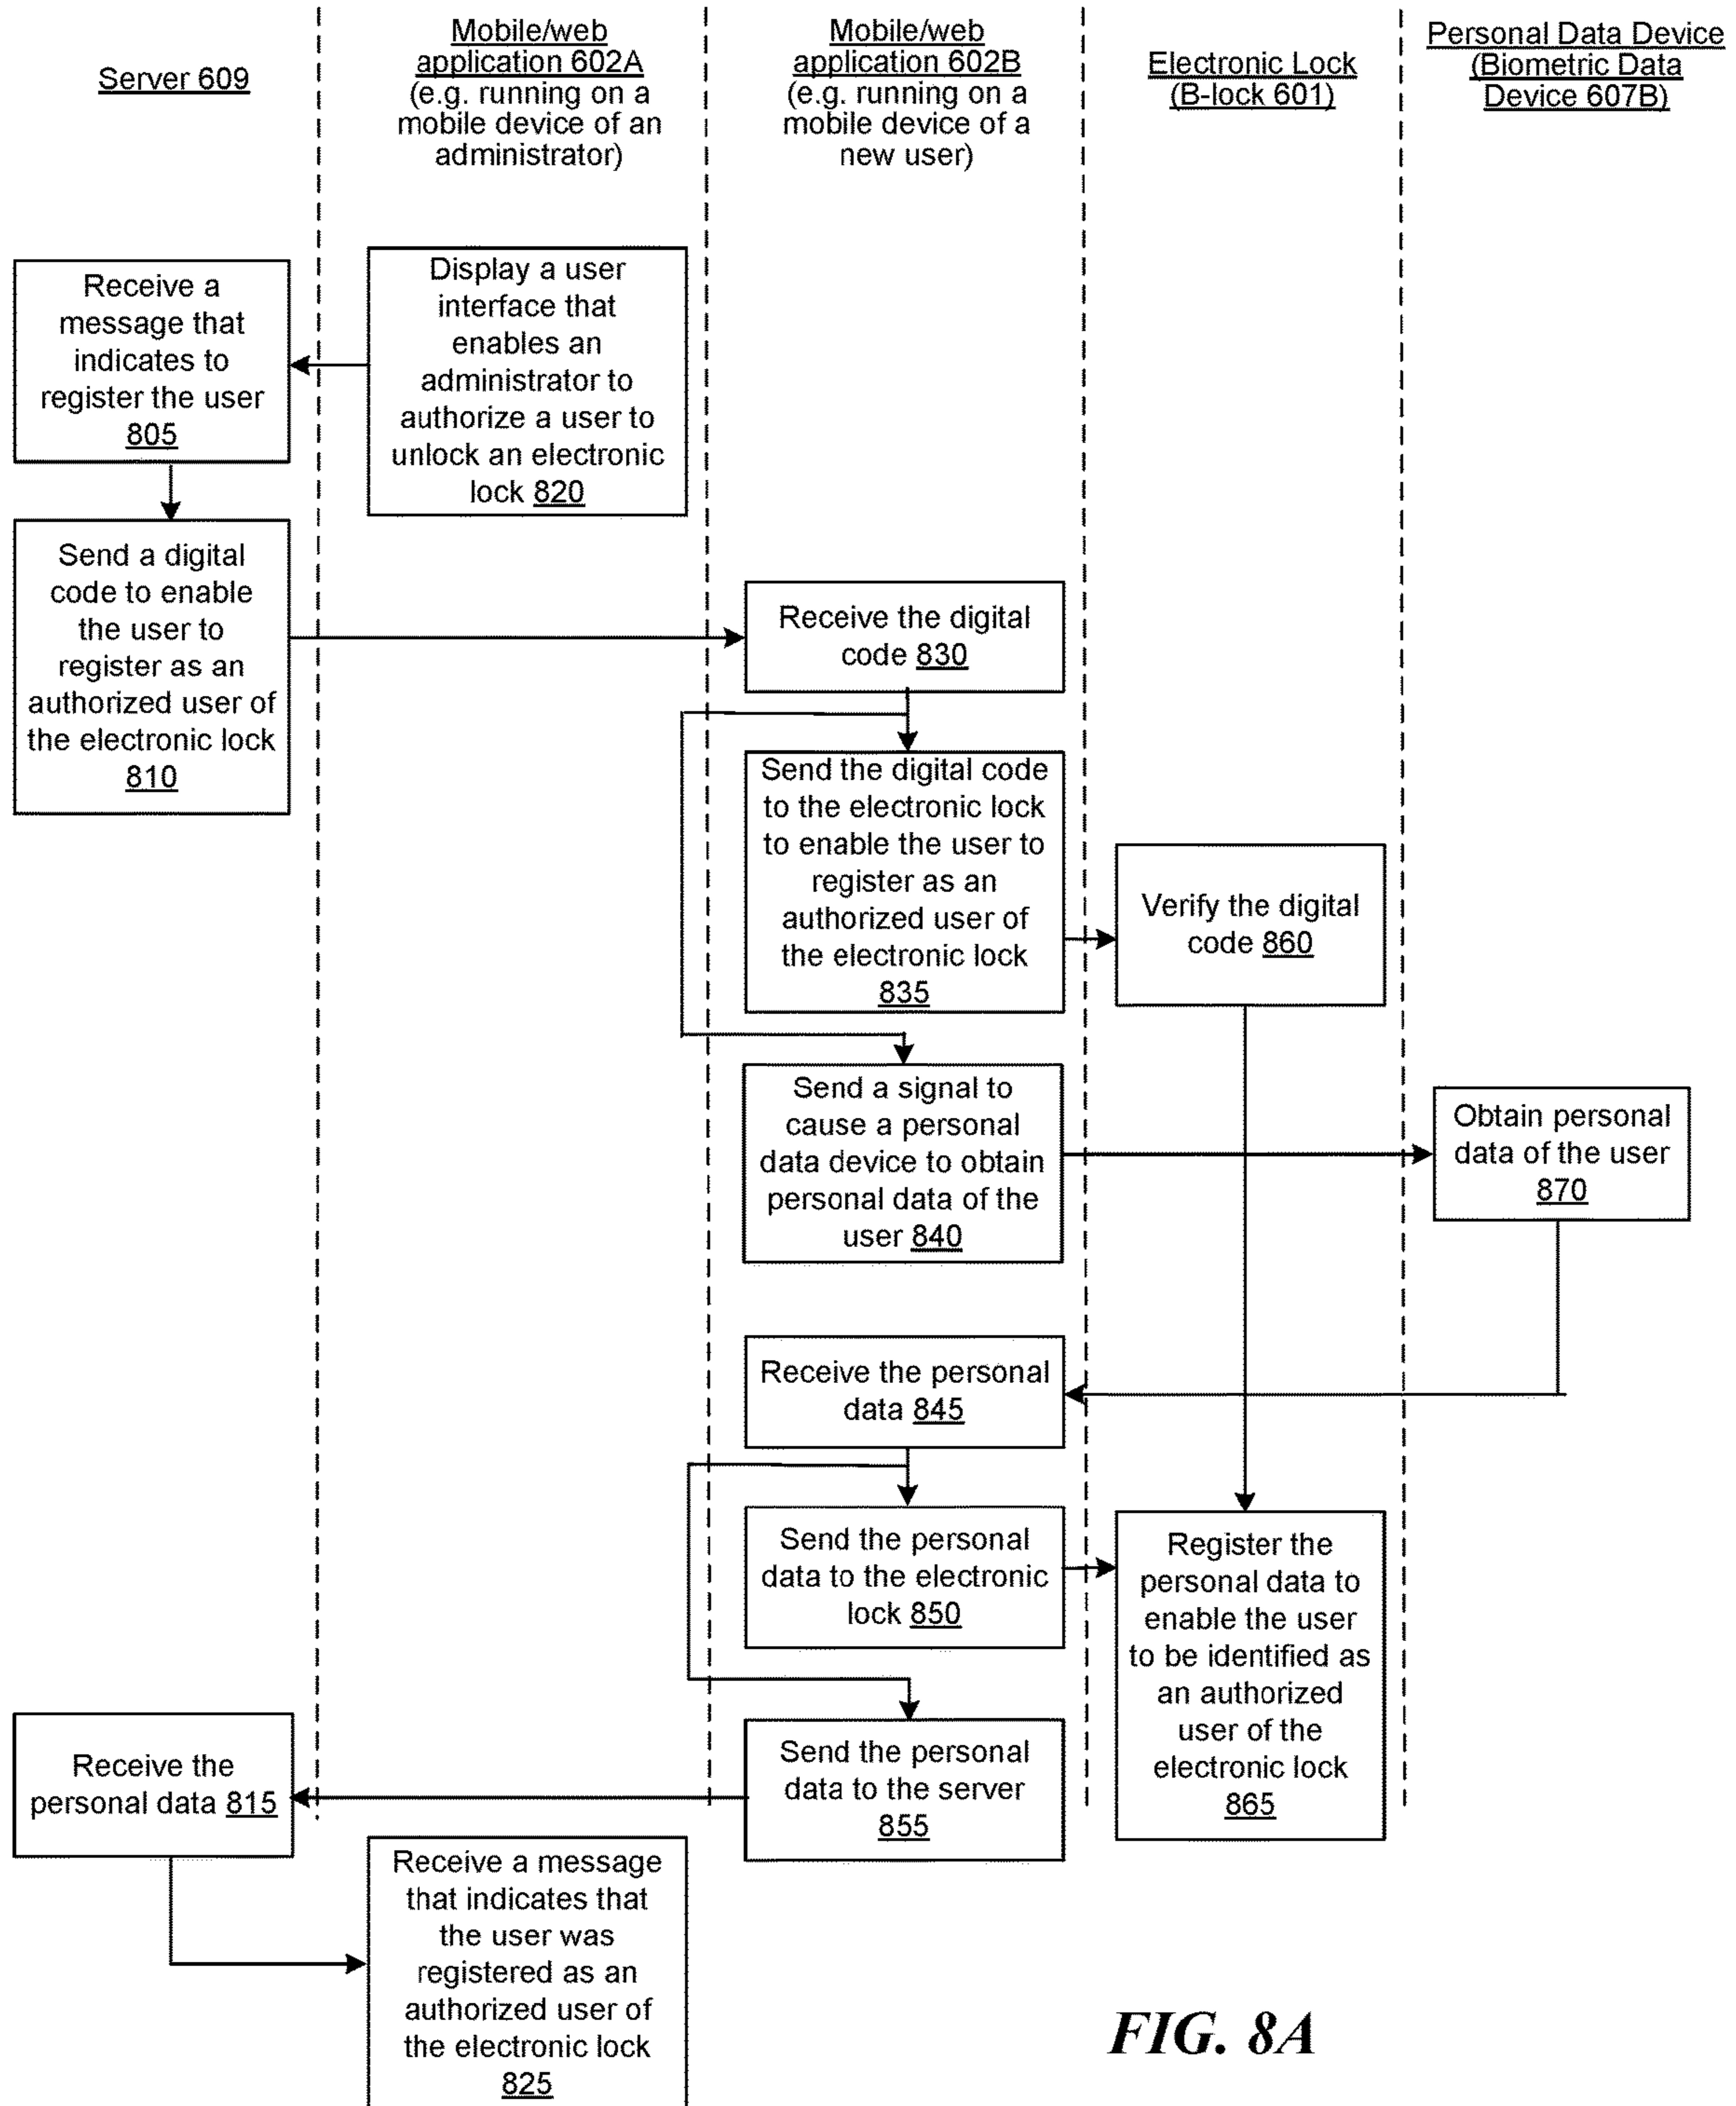 Server 609
Mobile/web
application 602A
(e.g. running on a
mobile device of an
administrator)
Mobile/web
application 602B
(e.g. running on a
mobile device of a
new user)
Electronic Lock
(B-lock 601)
Personal Data Device
(Biometric Data
Device 607B)
Receive a
message that
indicates to
register the user
805
Display a user
interface that
enables an
administrator to
authorize a user to
unlock an electronic
lock 820
Send a digital
code to enable
the user to
register as an
authorized user of
the electronic lock
810
Receive the digital
code 830
Send the digital code
to the electronic lock
to enable the user to
register as an
authorized user of
the electronic lock
835
Verify the digital
code 860
Send a signal to
cause a personal
data device to obtain
personal data of the
user 840
Obtain personal
data of the user
870
Receive the personal
data 845
Send the personal
data to the electronic
lock 850
Register the
personal data to
enable the user
to be identified as
an authorized
user of the
electronic lock
865
Send the personal
data to the server
855
Receive the
personal data 815
Receive a message
that indicates that
the user was
registered as an
authorized user of
the electronic lock
825
FIG. 8A